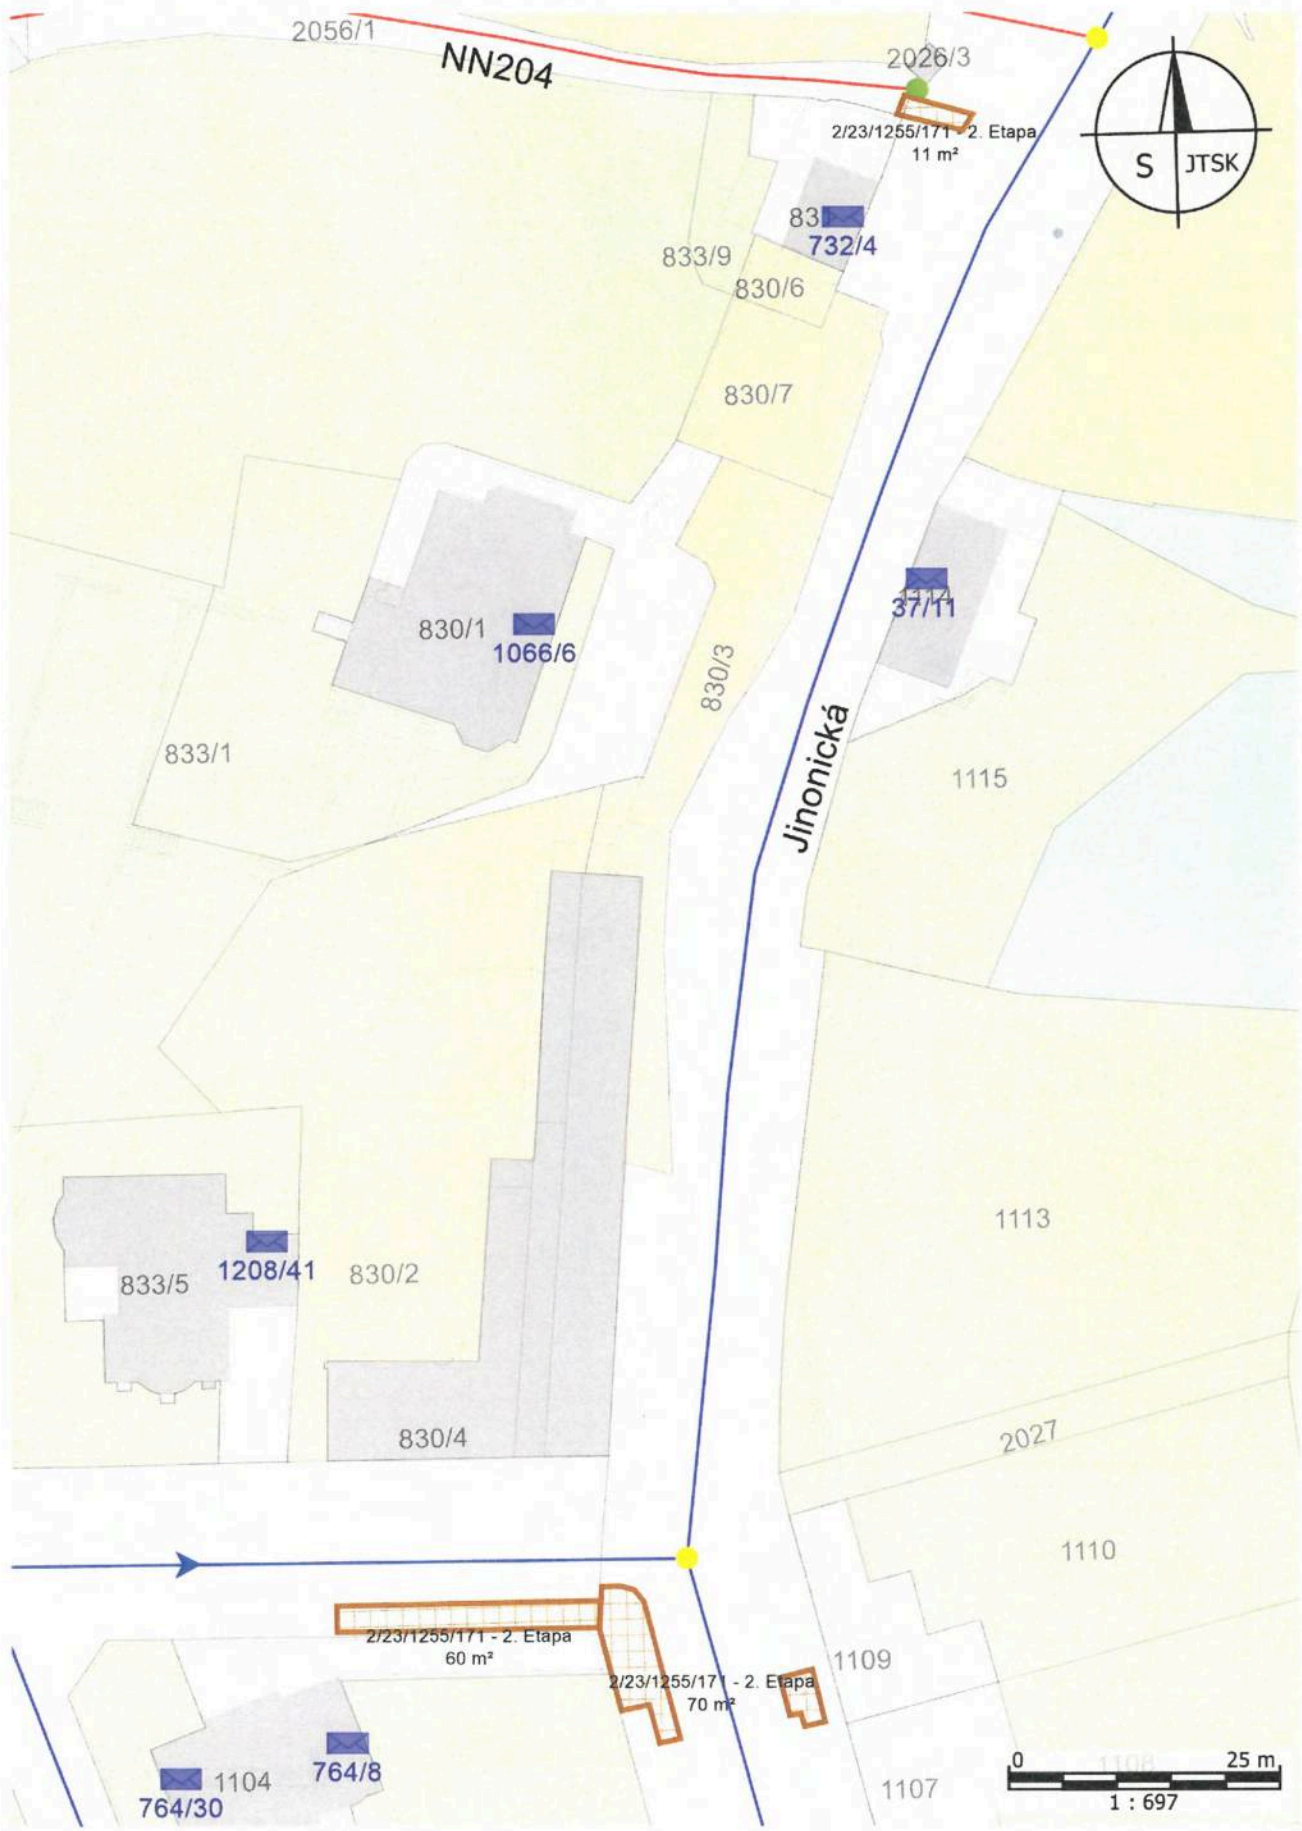 2056/1
NN204
2026/3
2/23/1255/171 - 2. Etapa
11 m²
S JTSK
732/4
833/9
830/6
830/7
830/1
1066/6
37/11
830/3
833/1
Jinonická
1115
1113
833/5
1208/41
830/2
830/4
2027
1110
2/23/1255/171 - 2. Etapa
60 m²
2/23/1255/171 - 2. Etapa
70 m²
1109
764/8
1104
764/30
1107
0 25 m
1 : 697